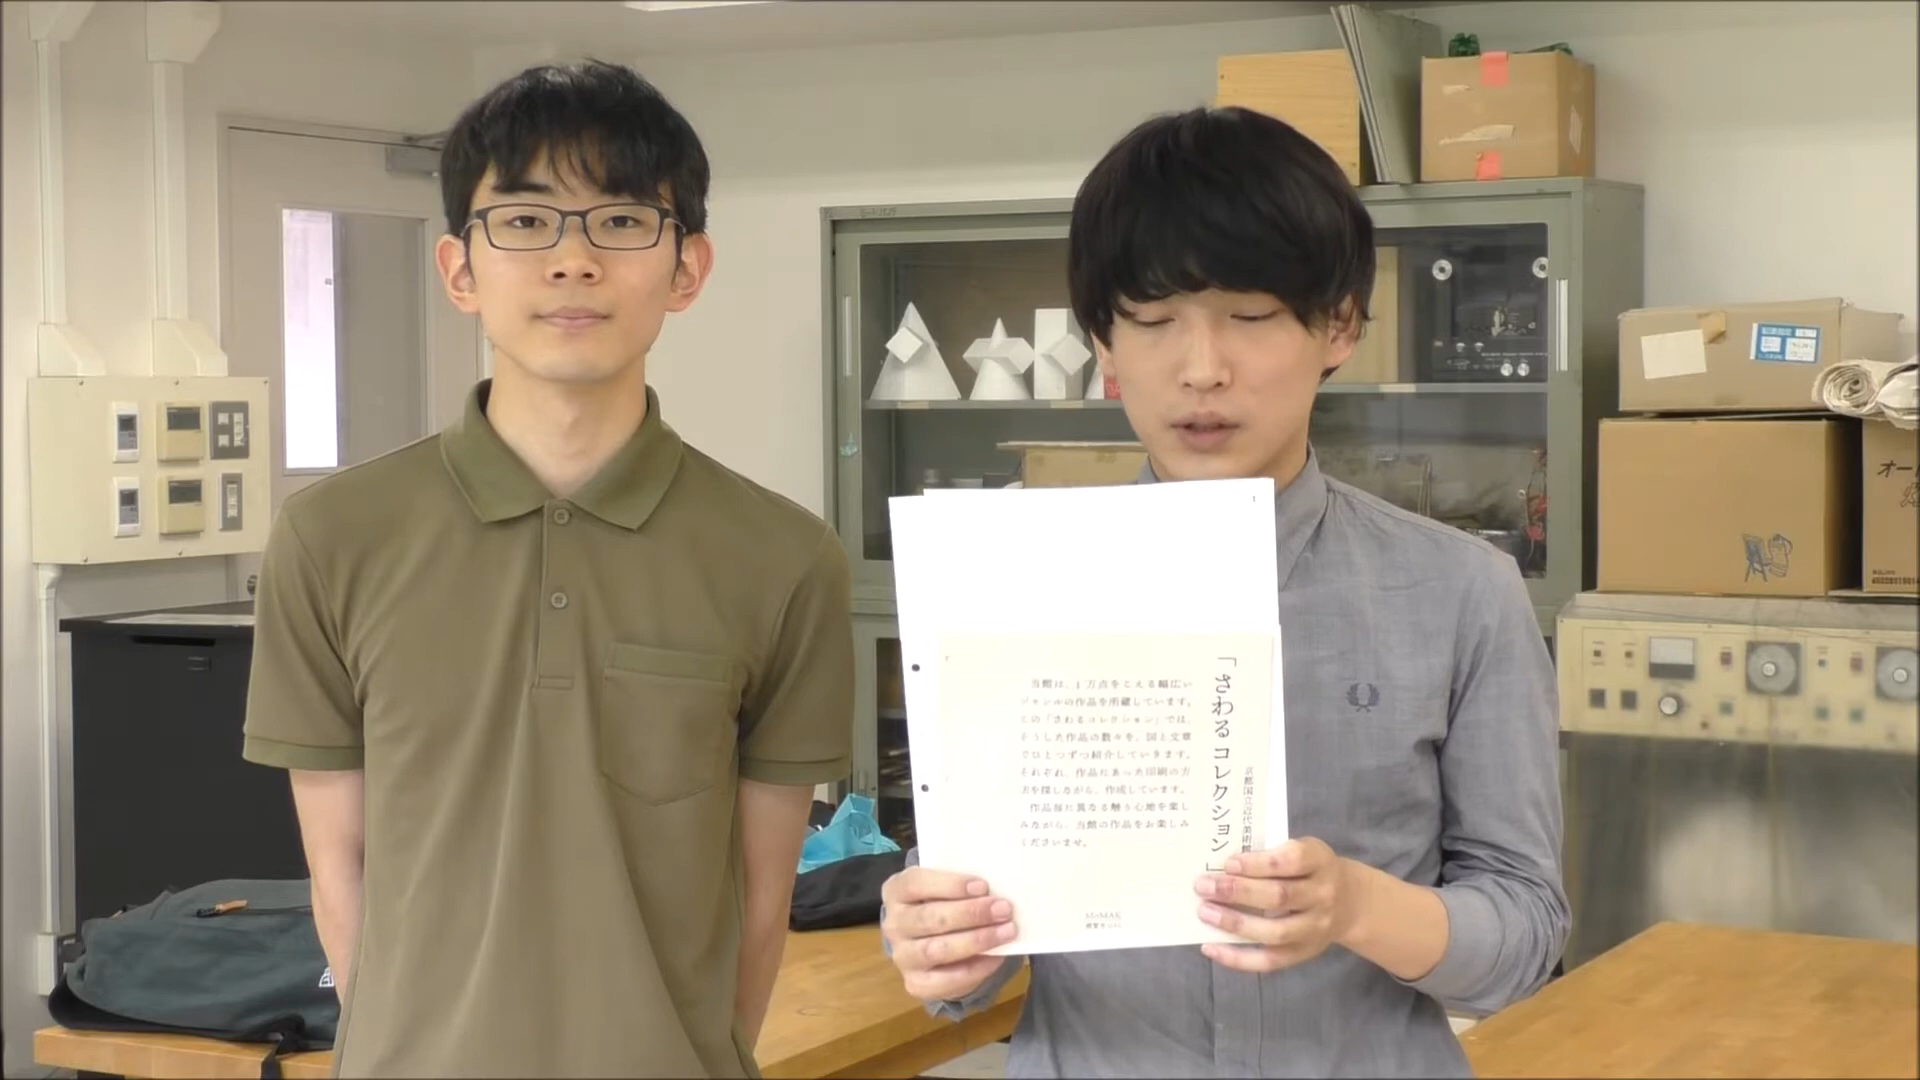 1
「さわる コレクション」
京都国立近代美術館
当館は、1万点をこえる幅広い
ジャンルの作品を所蔵しています。
この「さわるコレクション」では、
そうした作品の数々を、図と文章
でひとつずつ紹介していきます。
それぞれ、作品にあった印刷の方
法を探しながら、作成しています。
作品毎に異なる触り心地を楽し
みながら、当館の作品をお楽しみ
くださいませ。
MoMAK
オー